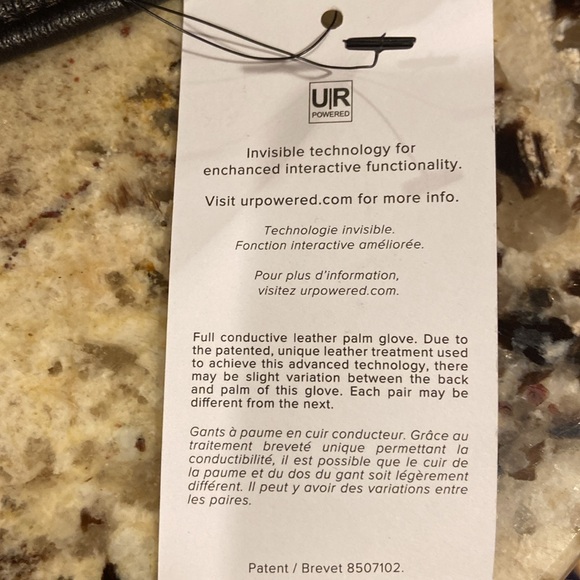 U|R
POWERED
Invisible technology for
enchanced interactive functionality.
Visit urpowered.com for more info.
Technologie invisible.
Fonction interactive améliorée.
Pour plus d'information,
visitez urpowered.com.
Full conductive leather palm glove. Due to
the patented, unique leather treatment used
to achieve this advanced technology, there
may be slight variation between the back
and palm of this glove. Each pair may be
different from the next.
Gants à paume en cuir conducteur. Grâce au
traitement breveté unique permettant la
conductibilité, il est possible que le cuir de
la paume et du dos du gant soit légèrement
différent. Il peut y avoir des variations entre
les paires.
Patent / Brevet 8507102.